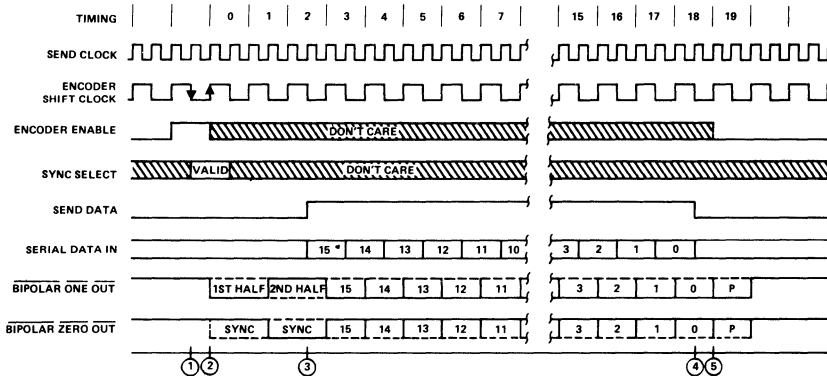 TIMING 0 1 2 3 4 5 6 7 15 16 17 18 19
SEND CLOCK
ENCODER
SHIFT CLOCK
ENCODER ENABLE DON'T CARE
SYNC SELECT VALID DON'T CARE
SEND DATA
SERIAL DATA IN 15* 14 13 12 11 10 3 2 1 0
BIPOLAR ONE OUT 1ST HALF 2ND HALF 15 14 13 12 11 3 2 1 0 P
BIPOLAR ZERO OUT SYNC SYNC 15 14 13 12 11 3 2 1 0 P
1 2 3 4 5